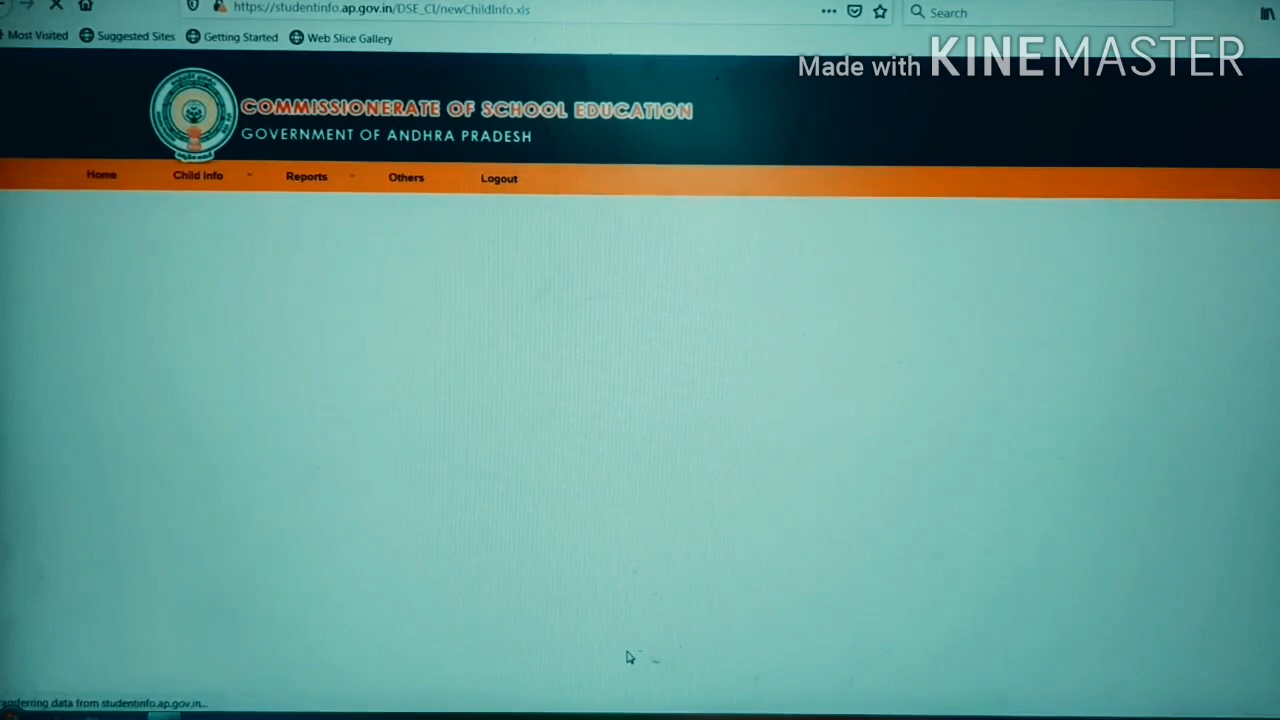 https://studentinfo.ap.gov.in/DSE_CI/newChildInfo.xls
Search
Most Visited
Suggested Sites
Getting Started
Web Slice Gallery
Made with KINEMASTER
COMMISSIONERATE OF SCHOOL EDUCATION
GOVERNMENT OF ANDHRA PRADESH
Home
Child Info
Reports
Others
Logout
data from studentinfo.ap.gov.in...